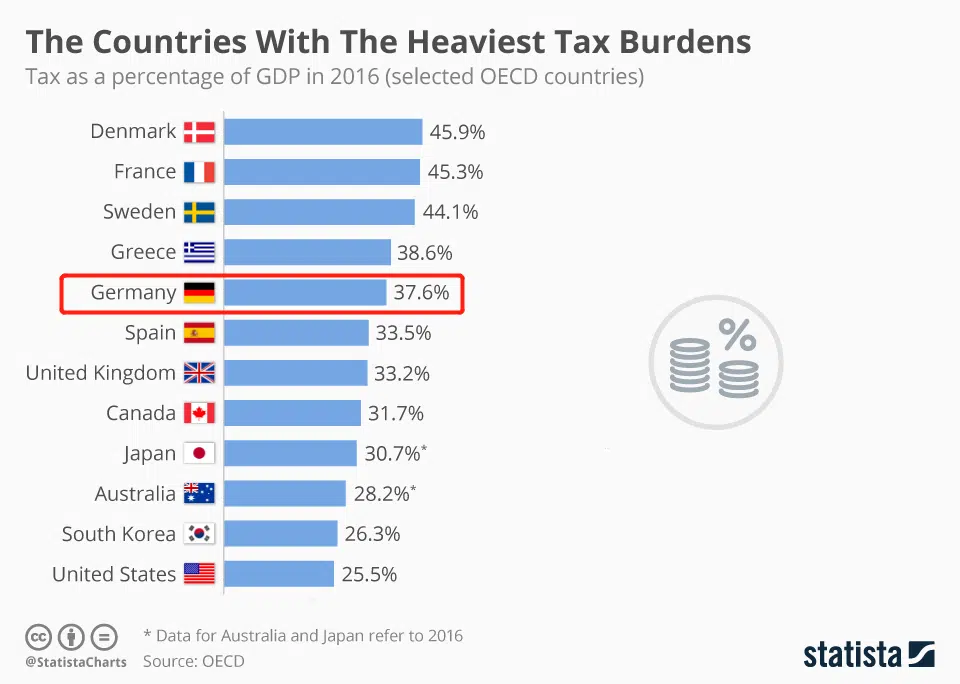 The Countries With The Heaviest Tax Burdens
Tax as a percentage of GDP in 2016 (selected OECD countries)
Denmark 45.9%
France 45.3%
Sweden 44.1%
Greece 38.6%
Germany 37.6%
Spain 33.5%
United Kingdom 33.2%
Canada 31.7%
Japan 30.7%*
Australia 28.2%*
South Korea 26.3%
United States 25.5%
%
cc
* Data for Australia and Japan refer to 2016
@StatistaCharts Source: OECD
statista